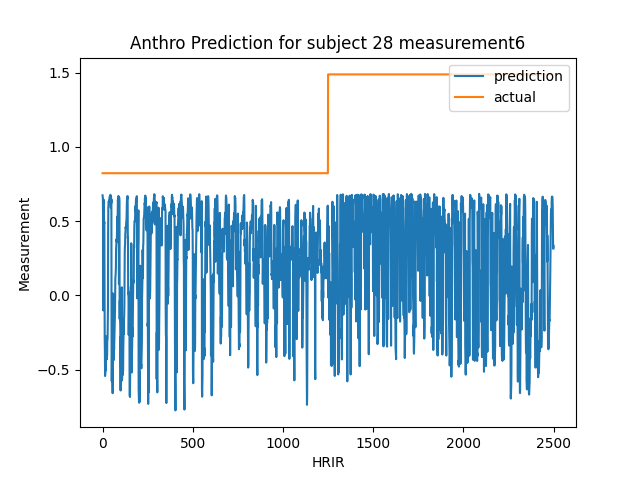 Anthro Prediction for subject 28 measurement6
1.5
1.0
0.5
0.0
−0.5
Measurement
prediction
actual
0
500
1000
1500
2000
2500
HRIR